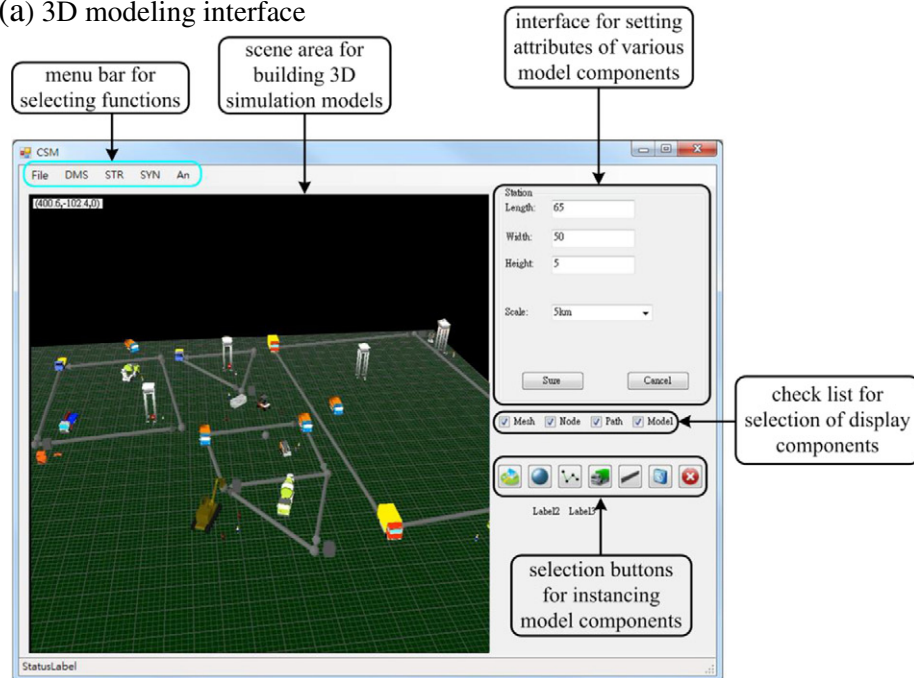 (a) 3D modeling interface
interface for setting
attributes of various
model components
scene area for
building 3D
simulation models
menu bar for
selecting functions
CSM
File DMS STR SYN An
(400.6,-102.4,0)
Station
Length: 65
Width: 50
Height: 5
Scale: 5km
Sure Cancel
check list for
selection of display
components
Mesh Node Path Model
Label2 Label3
selection buttons
for instancing
model components
StatusLabel